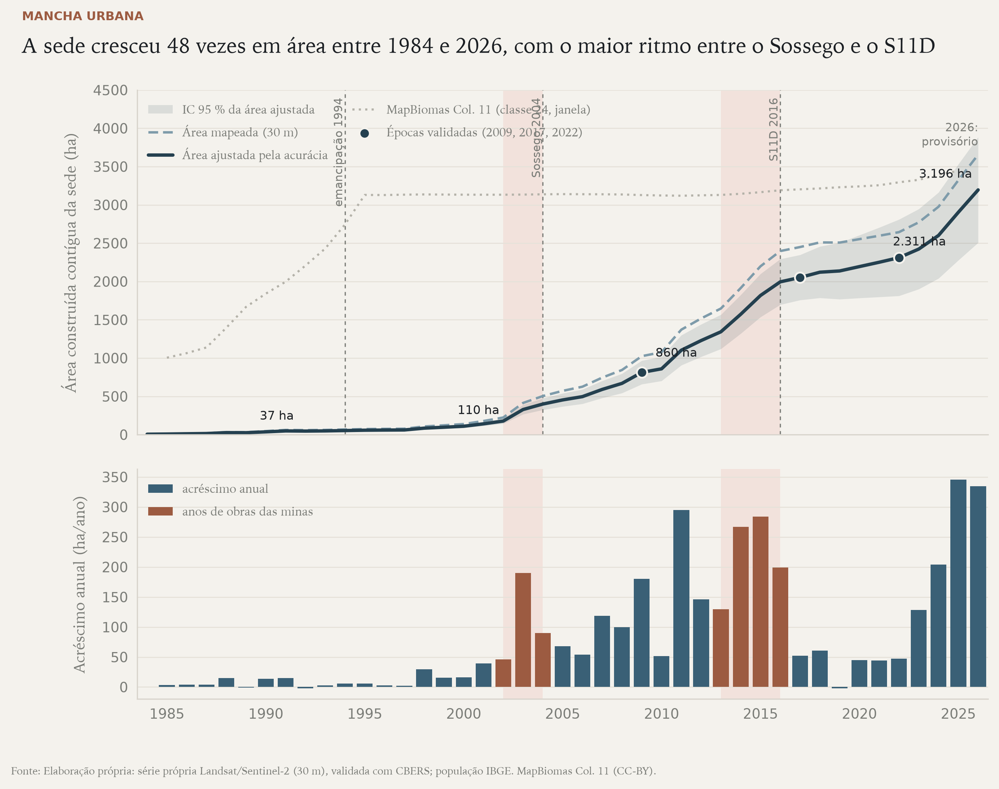 MANCHA URBANA
A sede cresceu 48 vezes em área entre 1984 e 2026, com o maior ritmo entre o Sossego e o S11D
Área construída contígua da sede (ha)
4500
4000
3500
3000
2500
2000
1500
1000
500
0
IC 95 % da área ajustada
Área mapeada (30 m)
Área ajustada pela acurácia
MapBiomas Col. 11 (classe 24, janela)
Épocas validadas (2009, 2017, 2022)
emancipação 1994
Sossego 2004
S11D 2016
2026:
provisório
3.196 ha
2.311 ha
860 ha
110 ha
37 ha
Acréscimo anual (ha/ano)
350
300
250
200
150
100
50
0
acréscimo anual
anos de obras das minas
1985
1990
1995
2000
2005
2010
2015
2020
2025
Fonte: Elaboração própria: série própria Landsat/Sentinel-2 (30 m), validada com CBERS; população IBGE. MapBiomas Col. 11 (CC-BY).